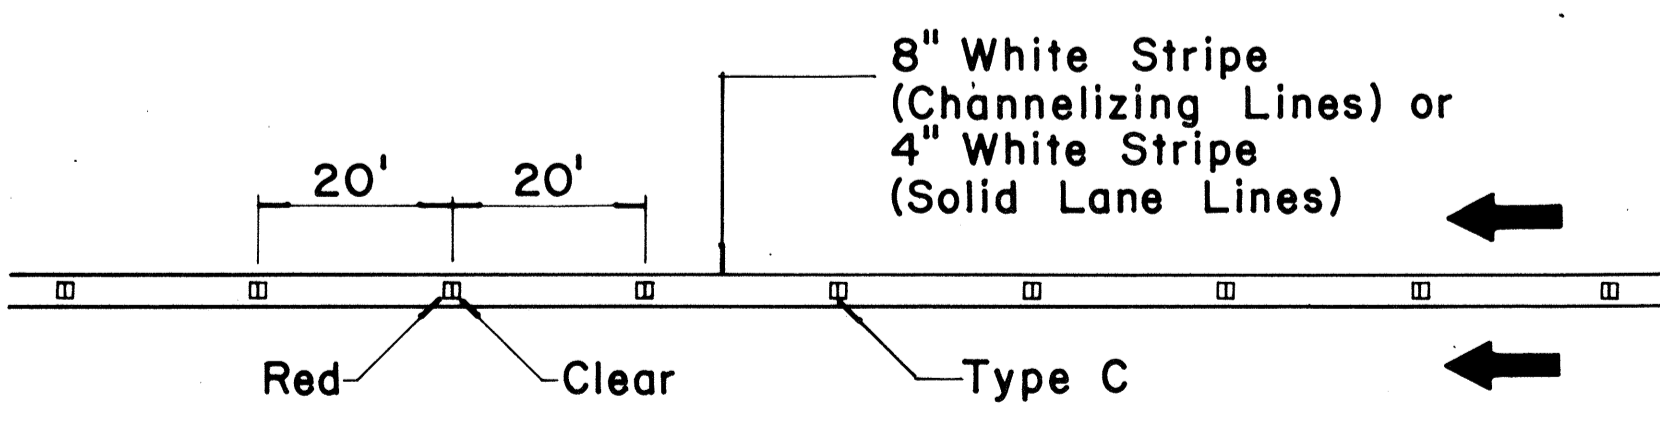 8" White Stripe
(Channelizing Lines) or
4" White Stripe
(Solid Lane Lines)
20' 20'
Red Clear Type C